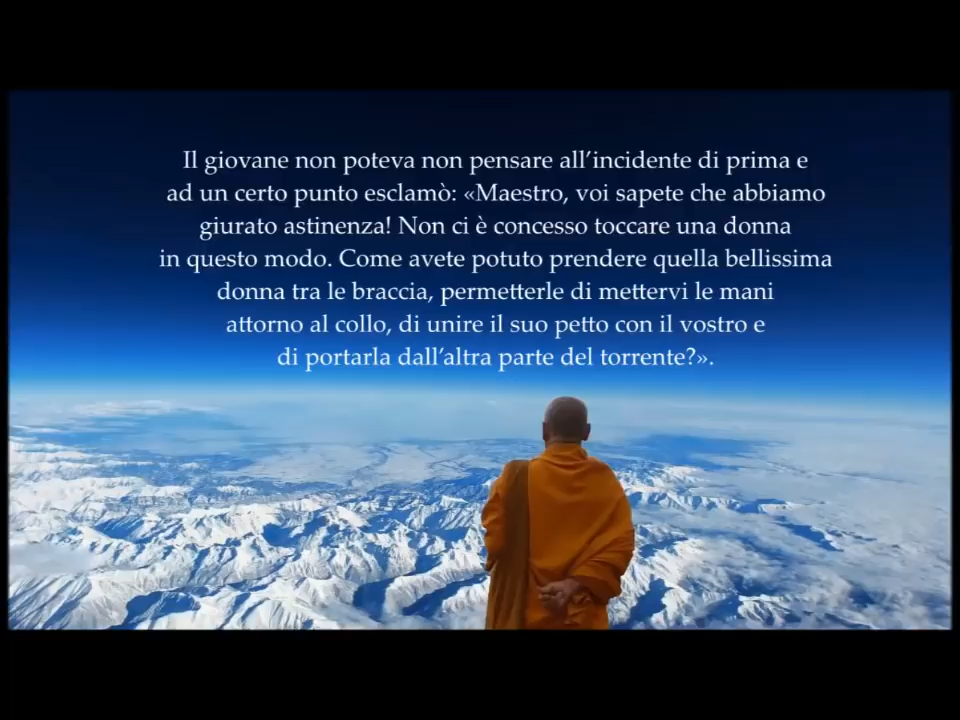 Il giovane non poteva non pensare all'incidente di prima e
ad un certo punto esclamò: «Maestro, voi sapete che abbiamo
giurato astinenza! Non ci è concesso toccare una donna
in questo modo. Come avete potuto prendere quella bellissima
donna tra le braccia, permetterle di mettervi le mani
attorno al collo, di unire il suo petto con il vostro e
di portarla dall'altra parte del torrente?».